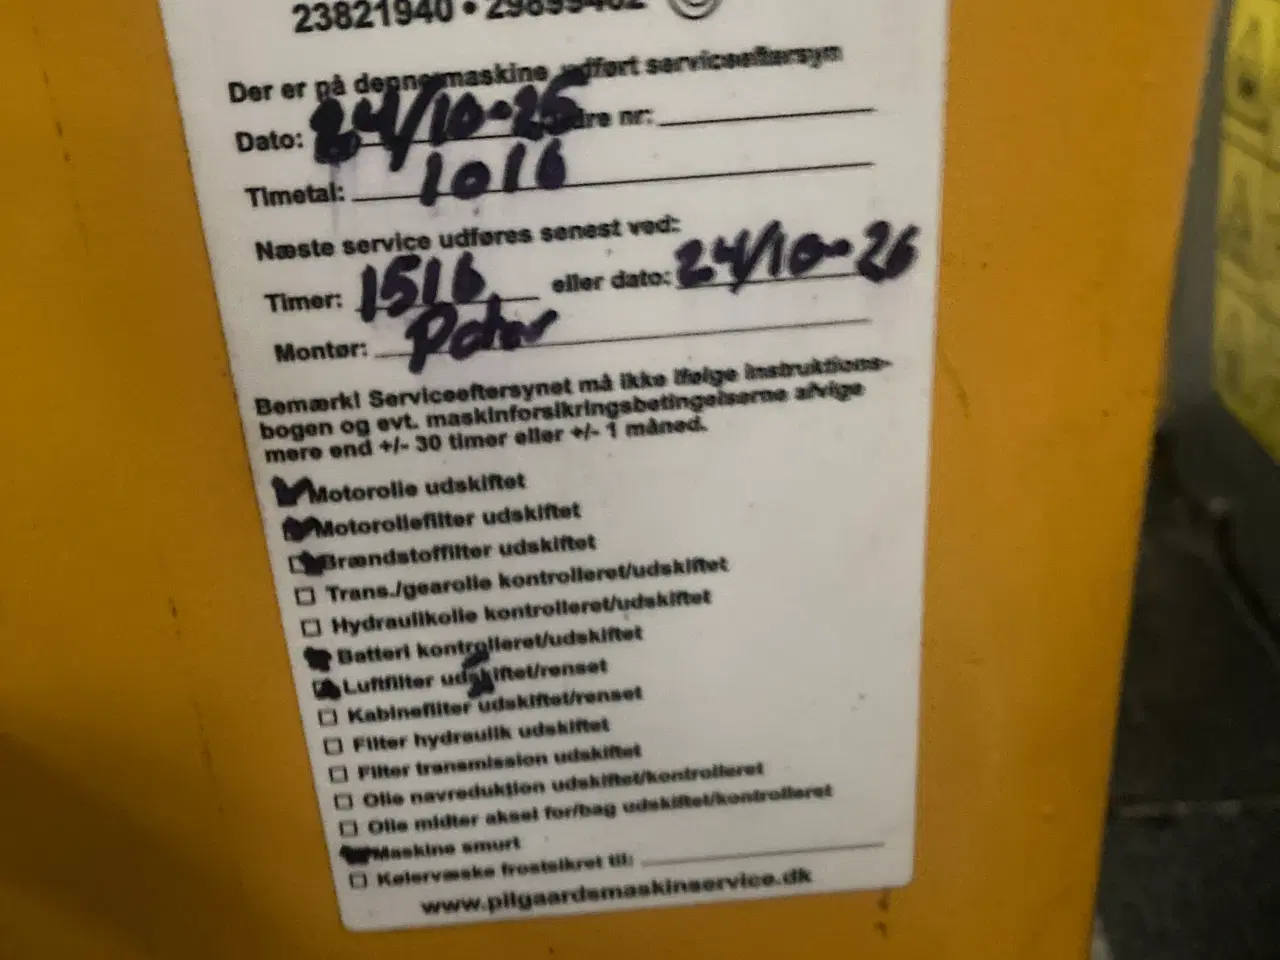 23821940 • 29899402
Der er på denne maskine udført serviceeftersyn
Dato: 24/10-25 Ordre nr:
Timetal: 1016
Næste service udføres senest ved:
Timer: 1516 eller dato: 24/10-26
Montør: Peter
Bemærk! Serviceeftersynet må ikke ifølge instruktions-
bogen og evt. maskinforsikringsbetingelserne afvige
mere end +/- 30 timer eller +/- 1 måned.
Motorolie udskiftet
Motoroliefilter udskiftet
Brændstoffilter udskiftet
Trans./gearolie kontrolleret/udskiftet
Hydraulikolie kontrolleret/udskiftet
Batteri kontrolleret/udskiftet
Luftfilter udskiftet/renset
Kabinefilter udskiftet/renset
Filter hydraulik udskiftet
Filter transmission udskiftet
Olie navreduktion udskiftet/kontrolleret
Olie midter aksel for/bag udskiftet/kontrolleret
Maskine smurt
Kølervæske frostsikret til:
www.pilgaardsmaskinservice.dk